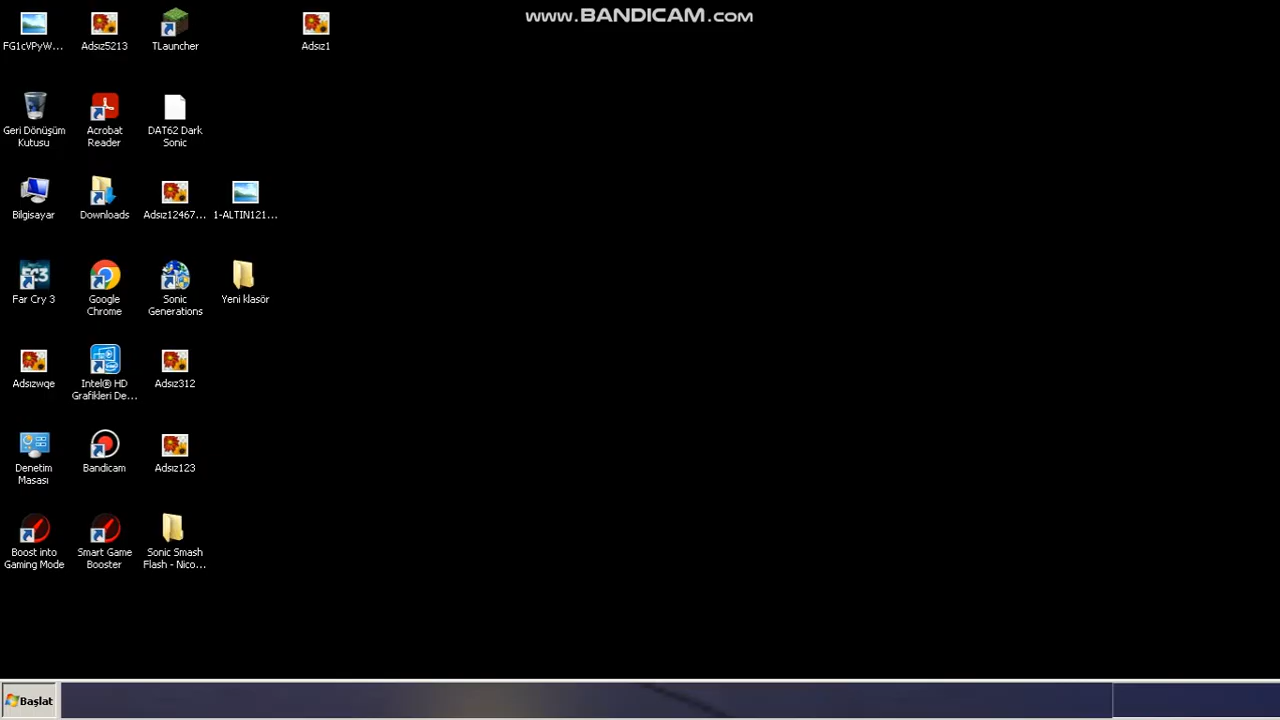 www.BANDICAM.com
FG1cVPyW...
Adsız5213
TLauncher
Adsız1
Geri Dönüşüm
Kutusu
Acrobat
Reader
DAT62 Dark
Sonic
Bilgisayar
Downloads
Adsız12467...
1-ALTIN121...
Far Cry 3
Google
Chrome
Sonic
Generations
Yeni klasör
Adsızwqe
Intel® HD
Grafikleri De...
Adsız312
Denetim
Masası
Bandicam
Adsız123
Boost into
Gaming Mode
Smart Game
Booster
Sonic Smash
Flash - Nico...
Başlat